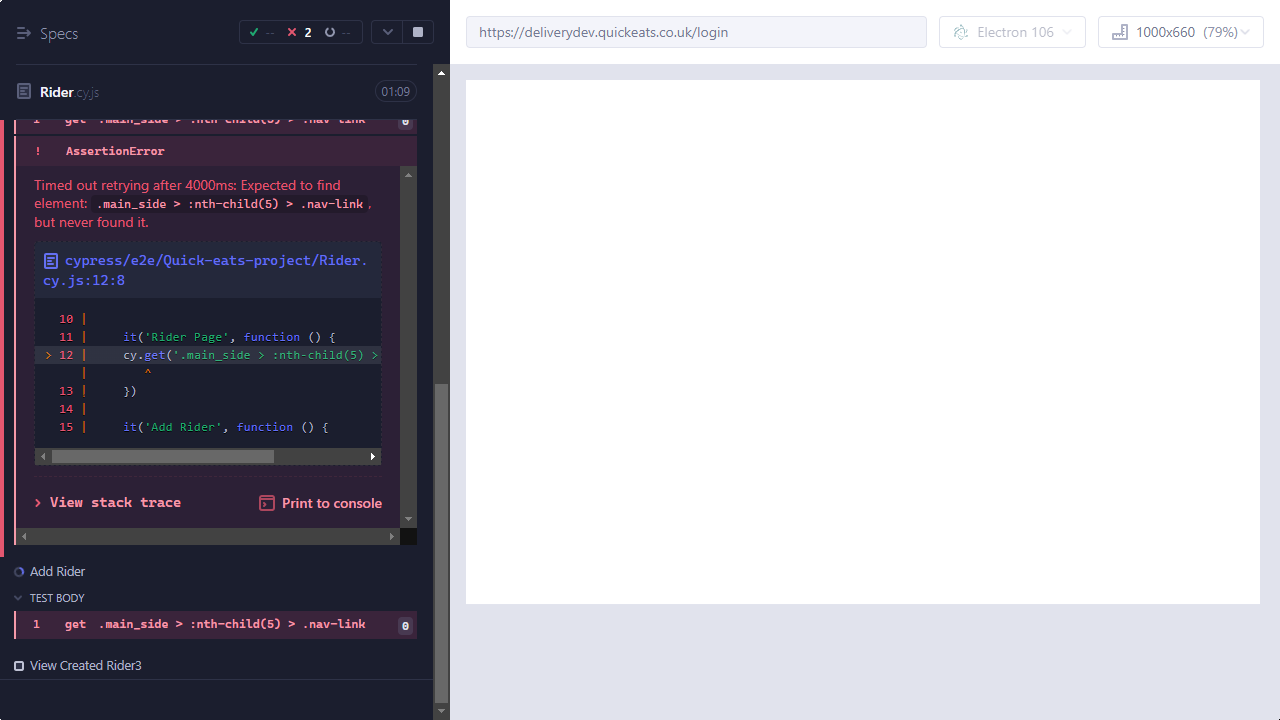 Specs
-- 2 --
https://deliverydev.quickeats.co.uk/login
Electron 106
1000x660 (79%)
Rider.cy.js
01:09
1 get .main_side > :nth-child(5) > .nav-link 0
! AssertionError
Timed out retrying after 4000ms: Expected to find
element: .main_side > :nth-child(5) > .nav-link,
but never found it.
cypress/e2e/Quick-eats-project/Rider.
cy.js:12:8
10 |
11 | it('Rider Page', function () {
> 12 | cy.get('.main_side > :nth-child(5) >
| ^
13 | })
14 |
15 | it('Add Rider', function () {
View stack trace
Print to console
Add Rider
TEST BODY
1 get .main_side > :nth-child(5) > .nav-link 0
View Created Rider3